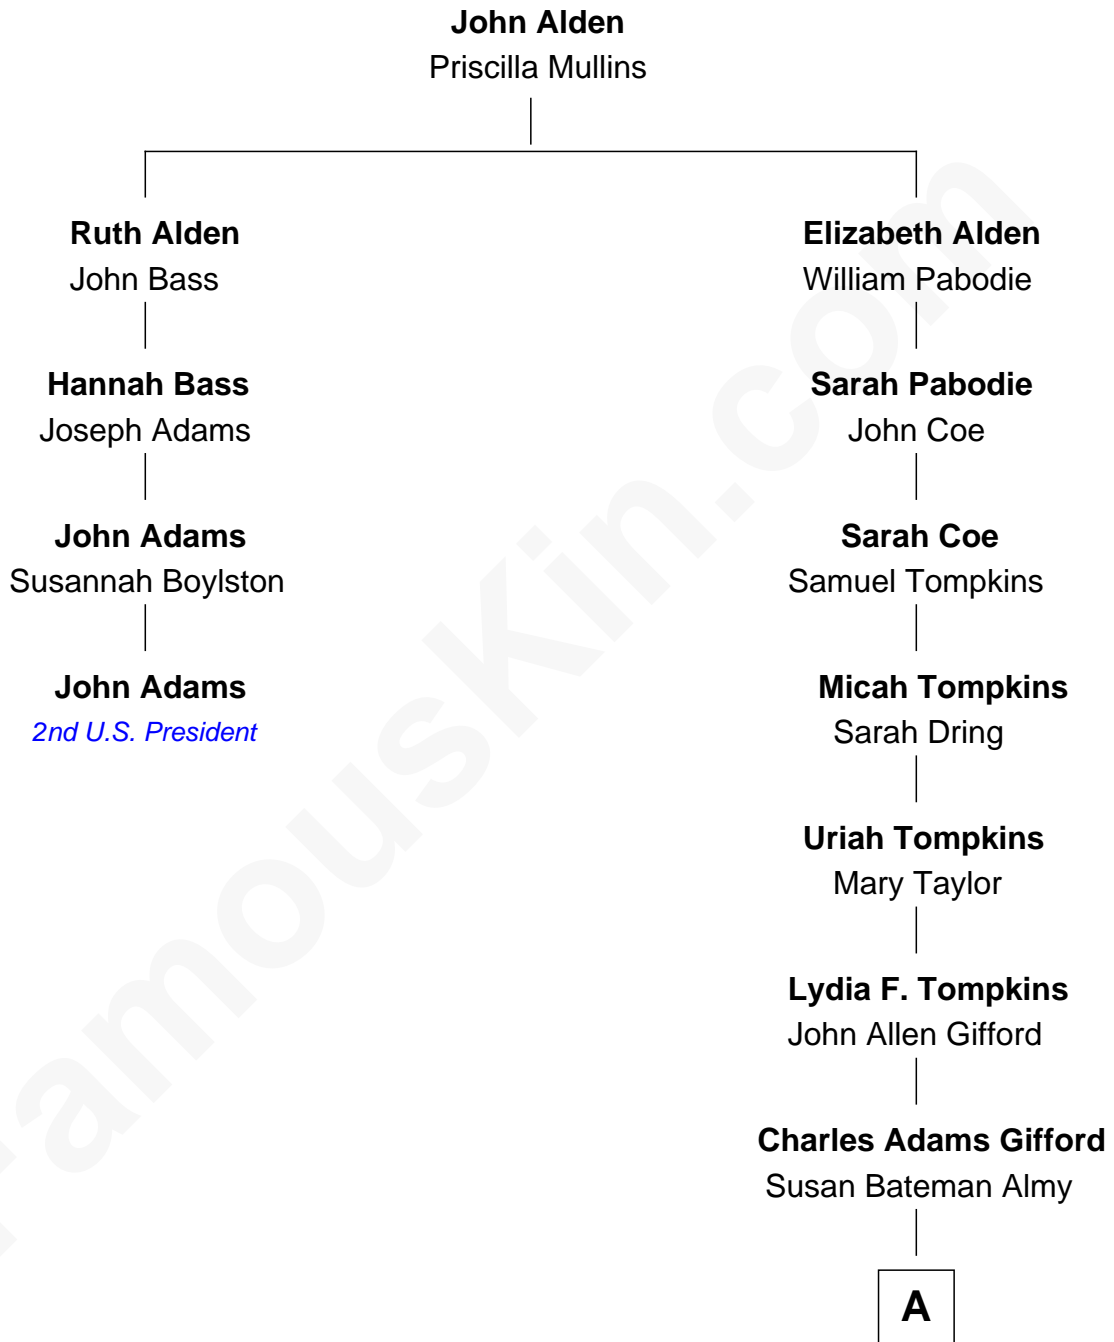 John Alden
Priscilla Mullins
Ruth Alden
John Bass
Hannah Bass
Joseph Adams
John Adams
Susannah Boylston
John Adams
2nd U.S. President
Elizabeth Alden
William Pabodie
Sarah Pabodie
John Coe
Sarah Coe
Samuel Tompkins
Micah Tompkins
Sarah Dring
Uriah Tompkins
Mary Taylor
Lydia F. Tompkins
John Allen Gifford
Charles Adams Gifford
Susan Bateman Almy
A
FamousKin.com